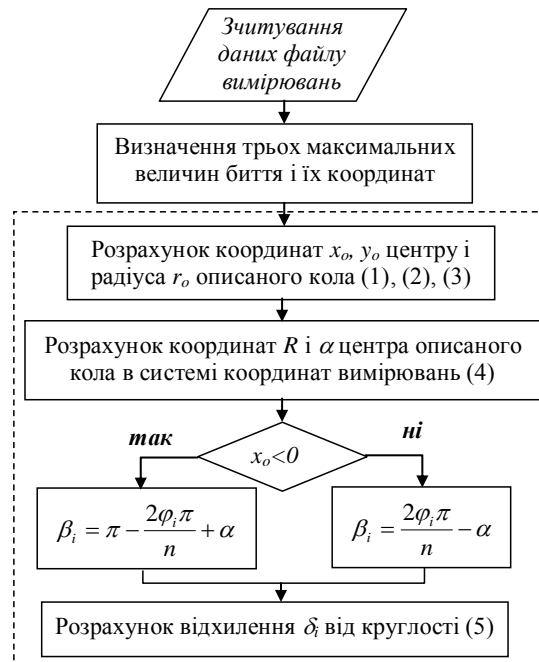 Зчитування
даних файлу
вимірювань
Визначення трьох максимальних
величин биття і їх координат
Розрахунок координат xₒ, yₒ центру і
радіуса rₒ описаного кола (1), (2), (3)
Розрахунок координат R і α центра описаного
кола в системі координат вимірювань (4)
так
ні
xₒ<0
βᵢ = π − 2φᵢπ/n + α
βᵢ = 2φᵢπ/n − α
Розрахунок відхилення δᵢ від круглості (5)